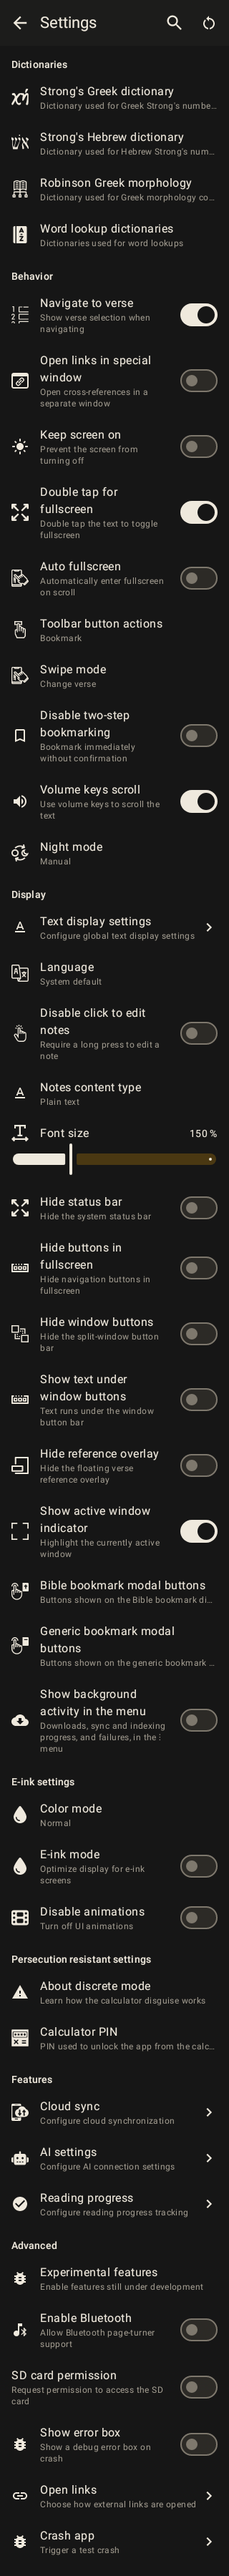 Settings
Dictionaries
Strong's Greek dictionary
Dictionary used for Greek Strong's numbe…
Strong's Hebrew dictionary
Dictionary used for Hebrew Strong's num…
Robinson Greek morphology
Dictionary used for Greek morphology co…
Word lookup dictionaries
Dictionaries used for word lookups
Behavior
Navigate to verse
Show verse selection when
navigating
Open links in special
window
Open cross-references in a
separate window
Keep screen on
Prevent the screen from
turning off
Double tap for
fullscreen
Double tap the text to toggle
fullscreen
Auto fullscreen
Automatically enter fullscreen
on scroll
Toolbar button actions
Bookmark
Swipe mode
Change verse
Disable two-step
bookmarking
Bookmark immediately
without confirmation
Volume keys scroll
Use volume keys to scroll the
text
Night mode
Manual
Display
Text display settings
Configure global text display settings
Language
System default
Disable click to edit
notes
Require a long press to edit a
note
Notes content type
Plain text
Font size 150 %
Hide status bar
Hide the system status bar
Hide buttons in
fullscreen
Hide navigation buttons in
fullscreen
Hide window buttons
Hide the split-window button
bar
Show text under
window buttons
Text runs under the window
button bar
Hide reference overlay
Hide the floating verse
reference overlay
Show active window
indicator
Highlight the currently active
window
Bible bookmark modal buttons
Buttons shown on the Bible bookmark di…
Generic bookmark modal
buttons
Buttons shown on the generic bookmark …
Show background
activity in the menu
Downloads, sync and indexing
progress, and failures, in the ⋮
menu
E-ink settings
Color mode
Normal
E-ink mode
Optimize display for e-ink
screens
Disable animations
Turn off UI animations
Persecution resistant settings
About discrete mode
Learn how the calculator disguise works
Calculator PIN
PIN used to unlock the app from the calc…
Features
Cloud sync
Configure cloud synchronization
AI settings
Configure AI connection settings
Reading progress
Configure reading progress tracking
Advanced
Experimental features
Enable features still under development
Enable Bluetooth
Allow Bluetooth page-turner
support
SD card permission
Request permission to access the SD
card
Show error box
Show a debug error box on
crash
Open links
Choose how external links are opened
Crash app
Trigger a test crash